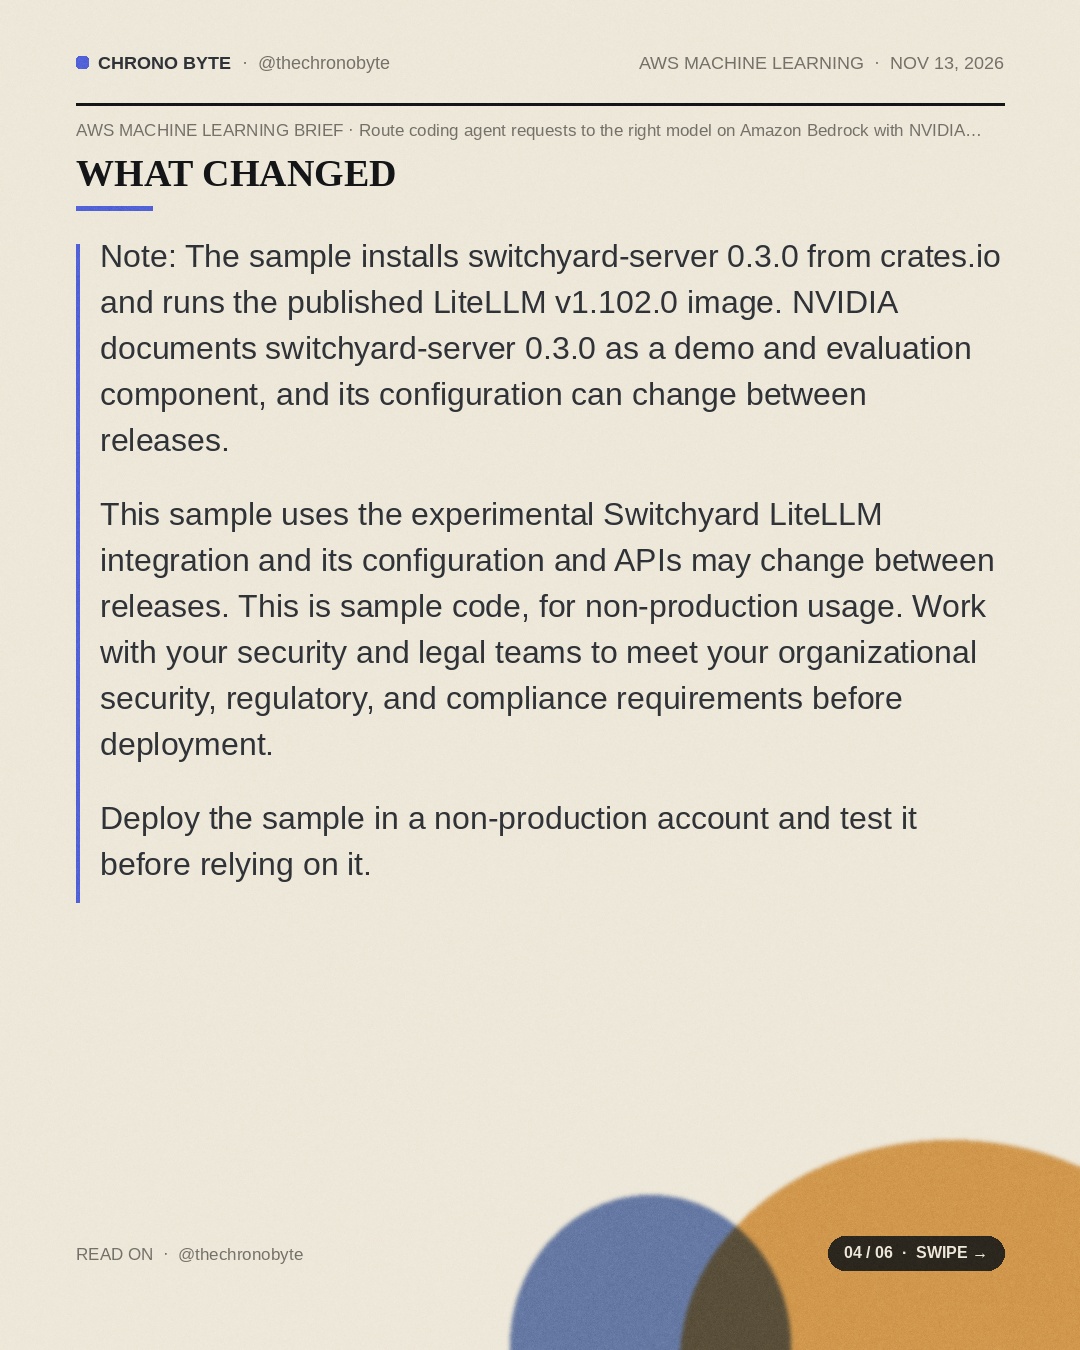 CHRONO BYTE · @thechronobyte
AWS MACHINE LEARNING · NOV 13, 2026
AWS MACHINE LEARNING BRIEF · Route coding agent requests to the right model on Amazon Bedrock with NVIDIA…
WHAT CHANGED
Note: The sample installs switchyard-server 0.3.0 from crates.io
and runs the published LiteLLM v1.102.0 image. NVIDIA
documents switchyard-server 0.3.0 as a demo and evaluation
component, and its configuration can change between
releases.
This sample uses the experimental Switchyard LiteLLM
integration and its configuration and APIs may change between
releases. This is sample code, for non-production usage. Work
with your security and legal teams to meet your organizational
security, regulatory, and compliance requirements before
deployment.
Deploy the sample in a non-production account and test it
before relying on it.
READ ON · @thechronobyte
04 / 06 · SWIPE →